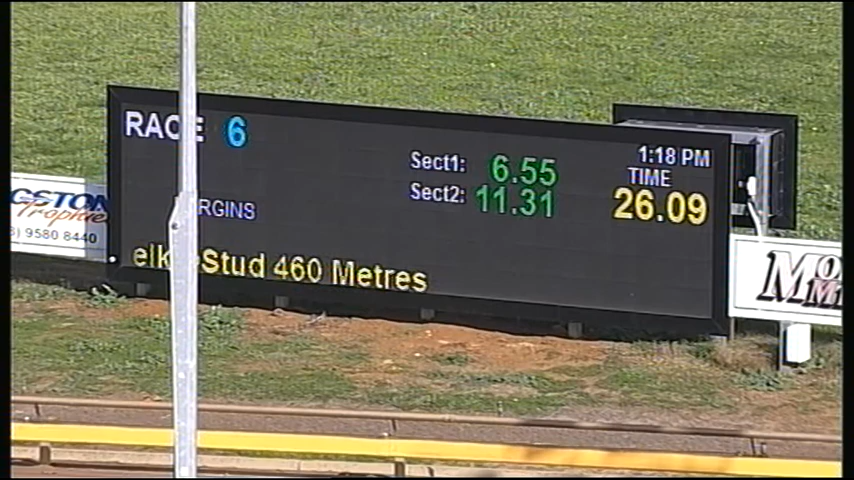 RACE 6
Sect1: 6.55
1:18 PM
Sect2: 11.31
TIME
26.09
RGINS
Stud 460 Metres
Trophie
9580 8440